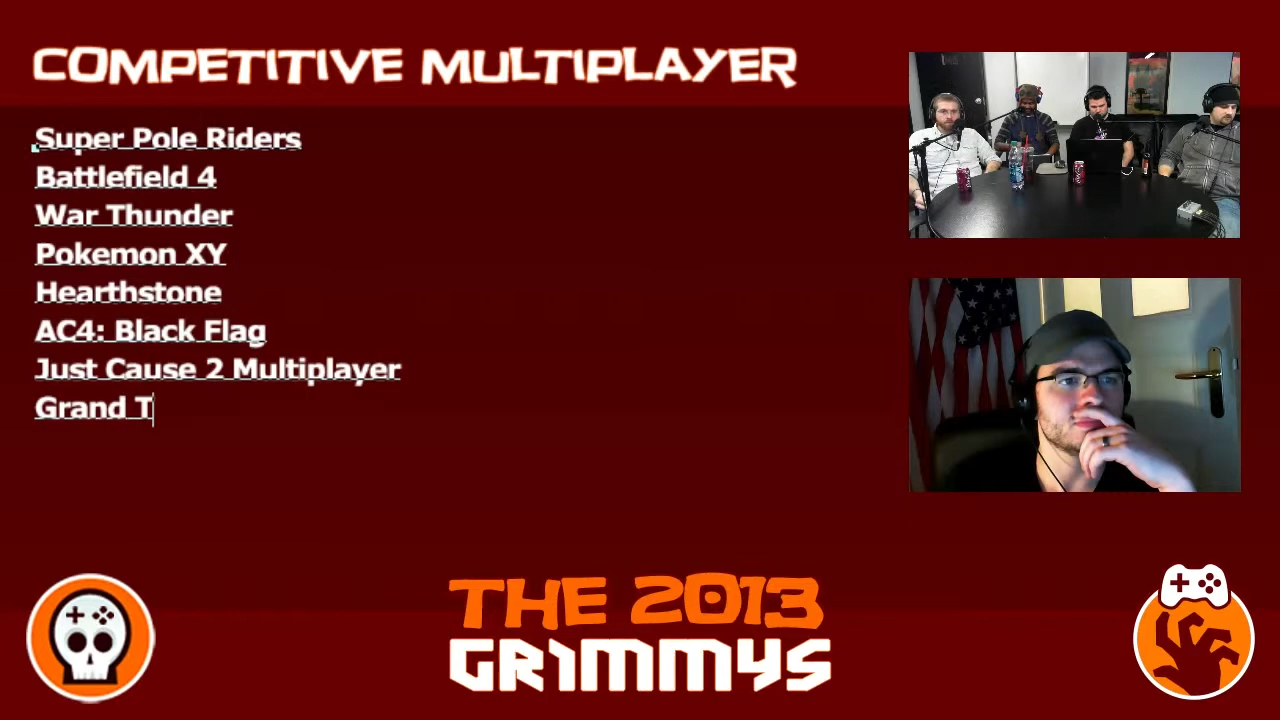 COMPETITIVE MULTIPLAYER
Super Pole Riders
Battlefield 4
War Thunder
Pokemon XY
Hearthstone
AC4: Black Flag
Just Cause 2 Multiplayer
Grand T
THE 2013
GR1MM4S